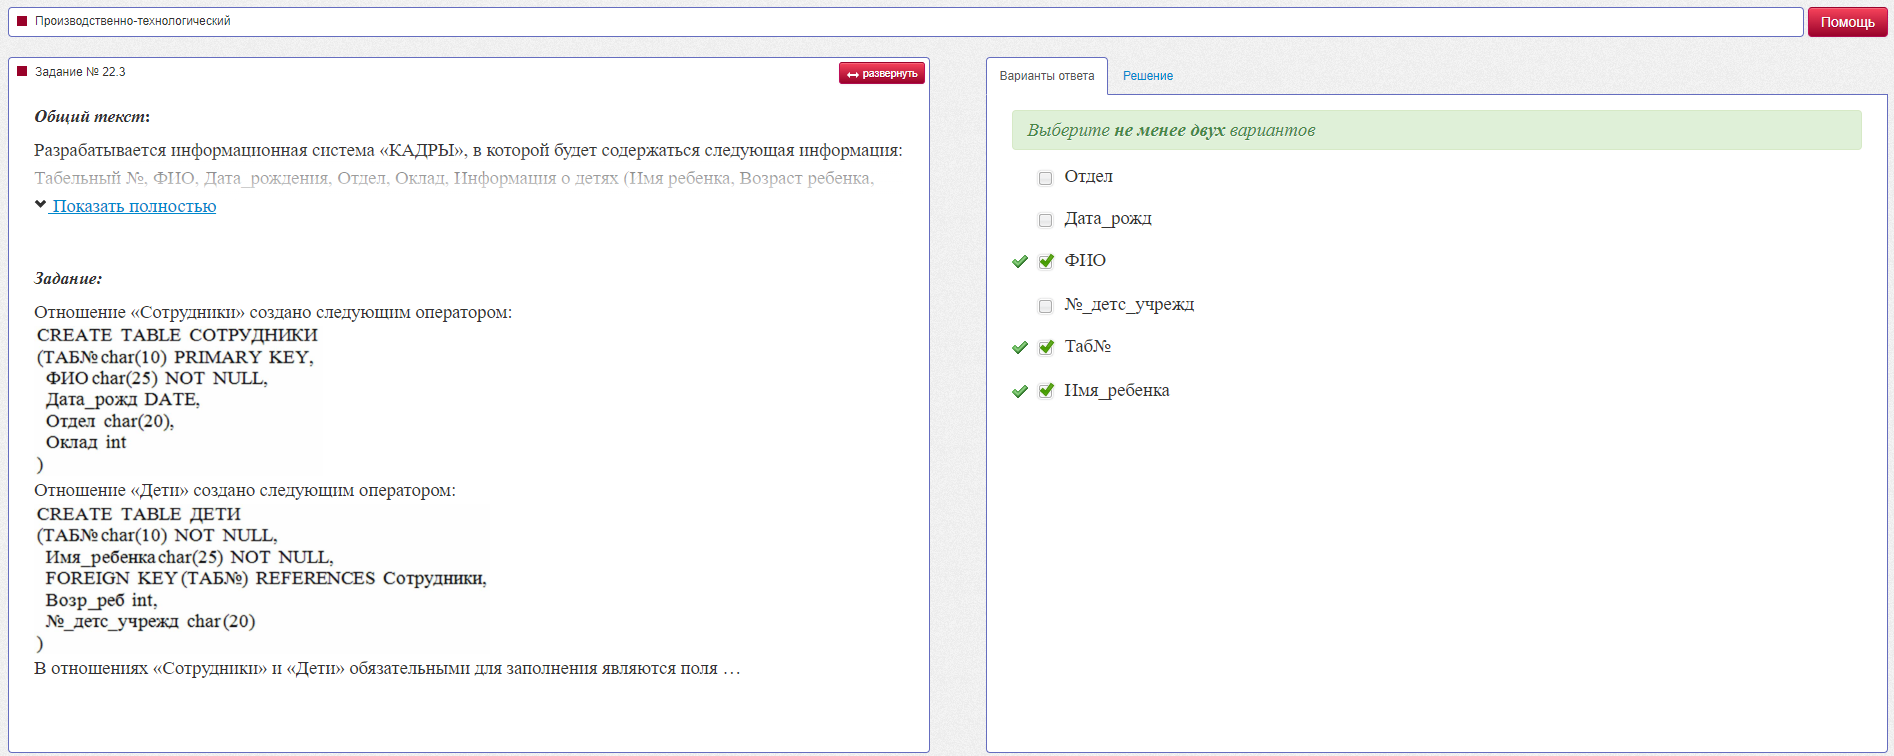 Производственно-технологический
Помощь
Задание № 22.3
развернуть
Общий текст:
Разрабатывается информационная система «КАДРЫ», в которой будет содержаться следующая информация:
Табельный №, ФИО, Дата_рождения, Отдел, Оклад, Информация о детях (Имя ребенка, Возраст ребенка,
Показать полностью
Задание:
Отношение «Сотрудники» создано следующим оператором:
CREATE TABLE СОТРУДНИКИ
(ТАБ№ char(10) PRIMARY KEY,
ФИО char(25) NOT NULL,
Дата_рожд DATE,
Отдел char(20),
Оклад int
)
Отношение «Дети» создано следующим оператором:
CREATE TABLE ДЕТИ
(ТАБ№ char(10) NOT NULL,
Имя_ребенка char(25) NOT NULL,
FOREIGN KEY (ТАБ№) REFERENCES Сотрудники,
Возр_реб int,
№_детс_учрежд char(20)
)
В отношениях «Сотрудники» и «Дети» обязательными для заполнения являются поля …
Варианты ответа
Решение
Выберите не менее двух вариантов
Отдел
Дата_рожд
ФИО
№_детс_учрежд
Таб№
Имя_ребенка